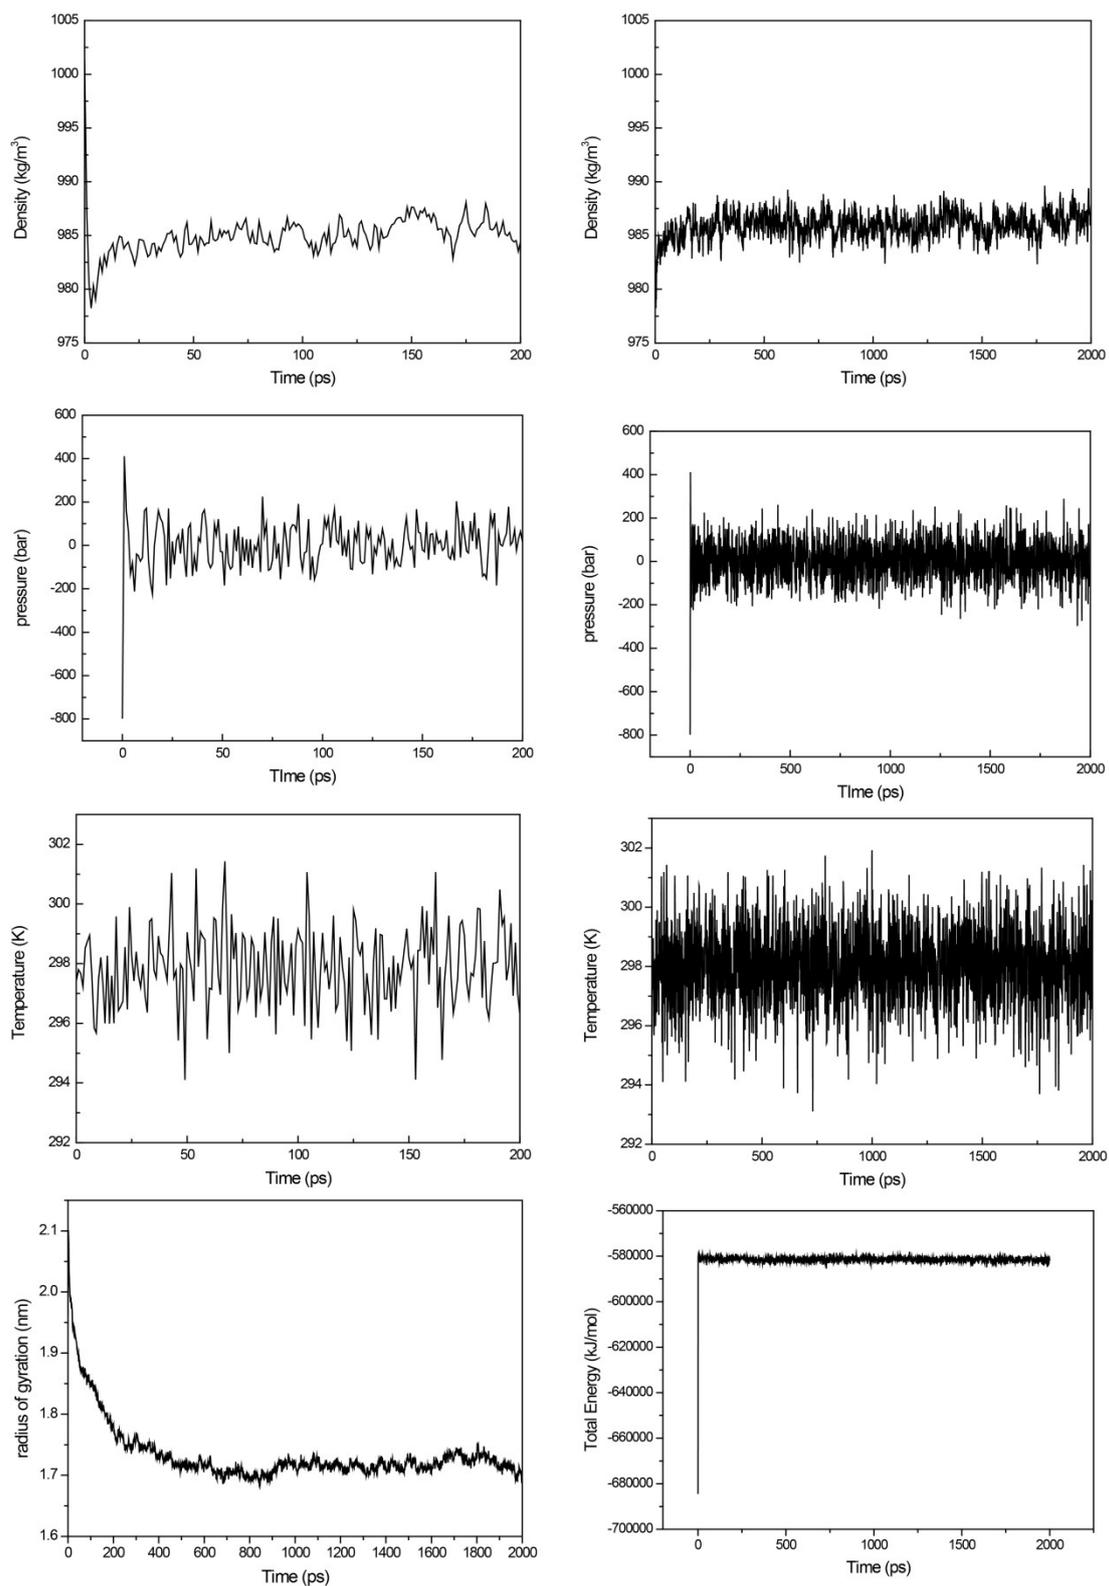 1005
1000
995
990
985
980
975
Density (kg/m³)
0 50 100 150 200
Time (ps)
1005
1000
995
990
985
980
975
Density (kg/m³)
0 500 1000 1500 2000
Time (ps)
600
400
200
0
-200
-400
-600
-800
pressure (bar)
0 50 100 150 200
TIme (ps)
600
400
200
0
-200
-400
-600
-800
pressure (bar)
0 500 1000 1500 2000
TIme (ps)
302
300
298
296
294
292
Temperature (K)
0 50 100 150 200
Time (ps)
302
300
298
296
294
292
Temperature (K)
0 500 1000 1500 2000
Time (ps)
2.1
2.0
1.9
1.8
1.7
1.6
radius of gyration (nm)
0 200 400 600 800 1000 1200 1400 1600 1800 2000
Time (ps)
-560000
-580000
-600000
-620000
-640000
-660000
-680000
-700000
Total Energy (kJ/mol)
0 500 1000 1500 2000
Time (ps)